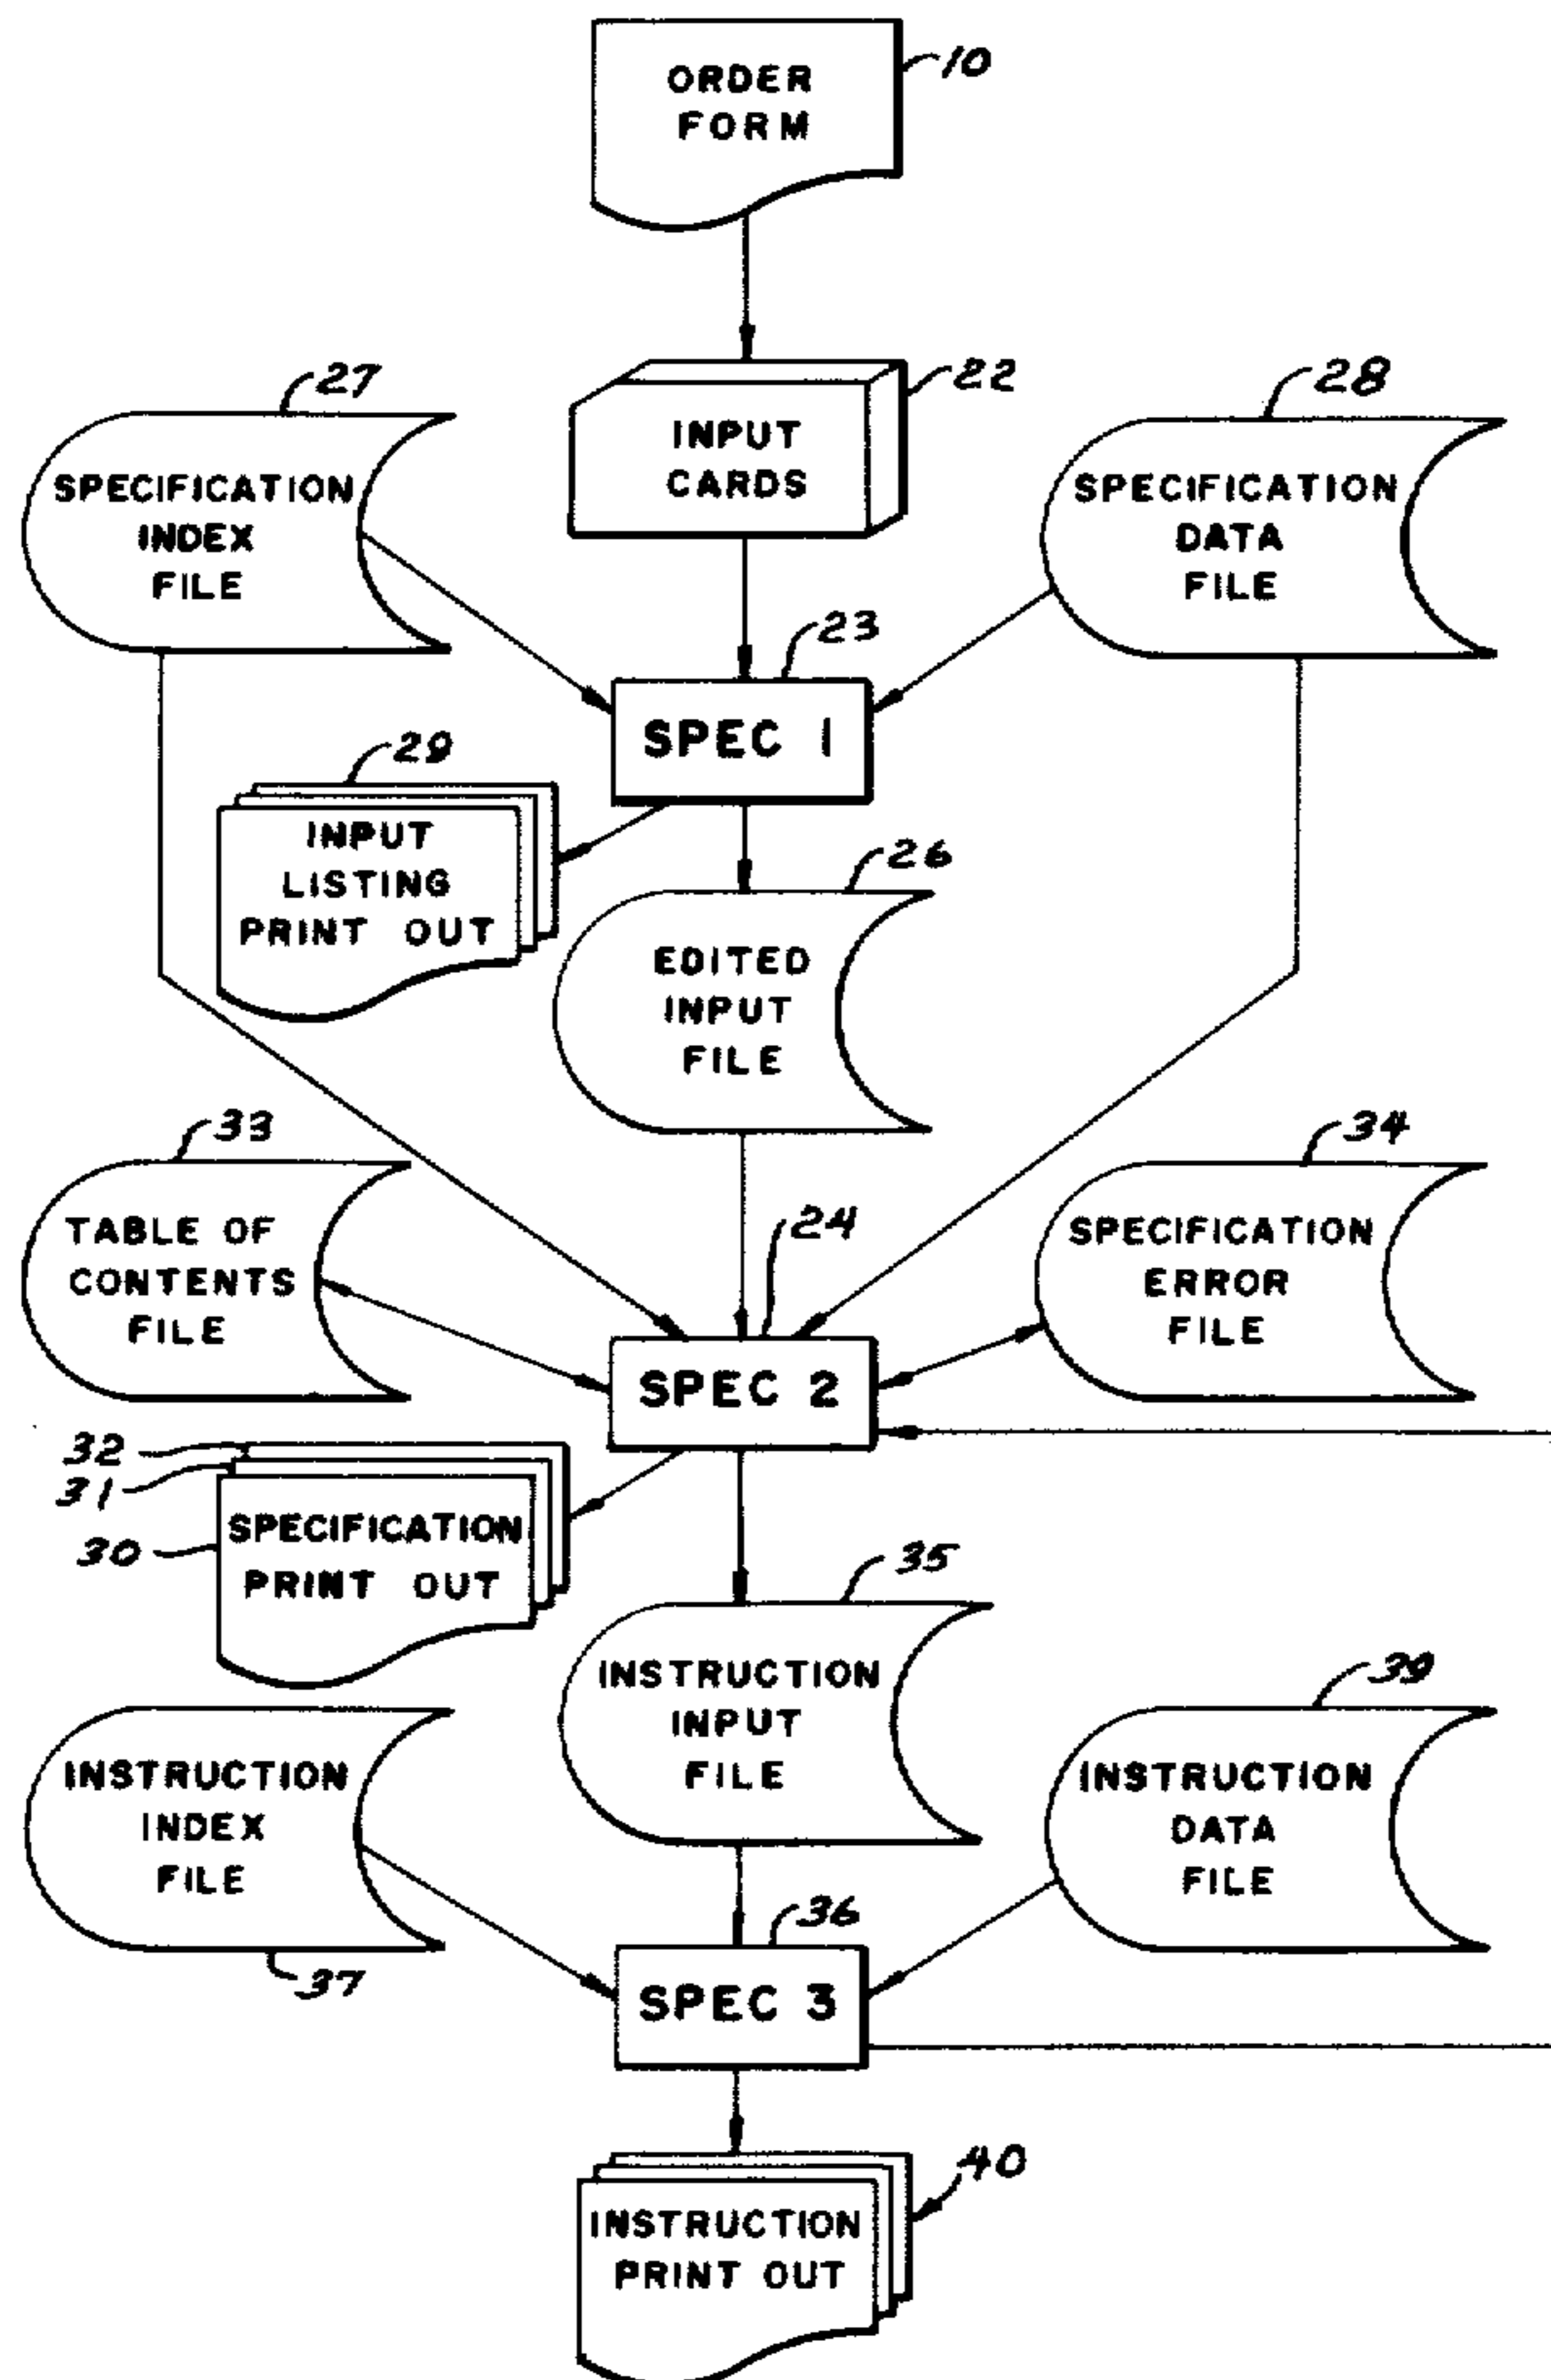 ORDER
FORM
10
27
22
28
INPUT
CARDS
SPECIFICATION
INDEX
FILE
SPECIFICATION
DATA
FILE
23
SPEC 1
29
INPUT
LISTING
PRINT OUT
26
EDITED
INPUT
FILE
33
TABLE OF
CONTENTS
FILE
34
SPECIFICATION
ERROR
FILE
24
SPEC 2
32
31
30
SPECIFICATION
PRINT OUT
35
INSTRUCTION
INPUT
FILE
39
INSTRUCTION
INDEX
FILE
37
INSTRUCTION
DATA
FILE
36
SPEC 3
40
INSTRUCTION
PRINT OUT